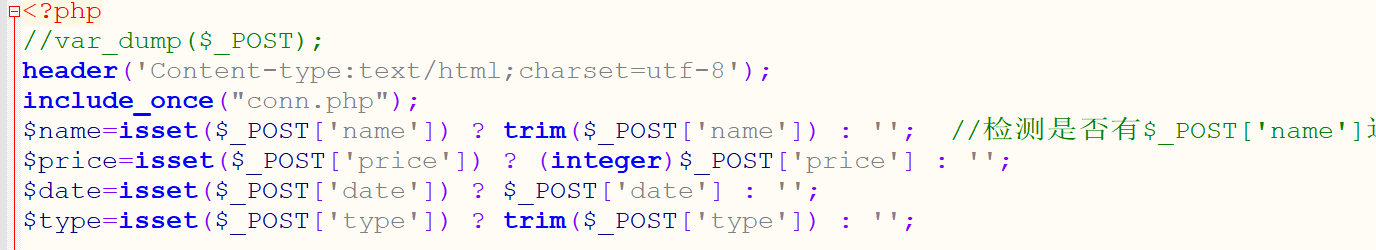 <?php
//var_dump($_POST);
header('Content-type:text/html;charset=utf-8');
include_once("conn.php");
$name=isset($_POST['name']) ? trim($_POST['name']) : ''; //检测是否有$_POST['name']
$price=isset($_POST['price']) ? (integer)$_POST['price'] : '';
$date=isset($_POST['date']) ? $_POST['date'] : '';
$type=isset($_POST['type']) ? trim($_POST['type']) : '';